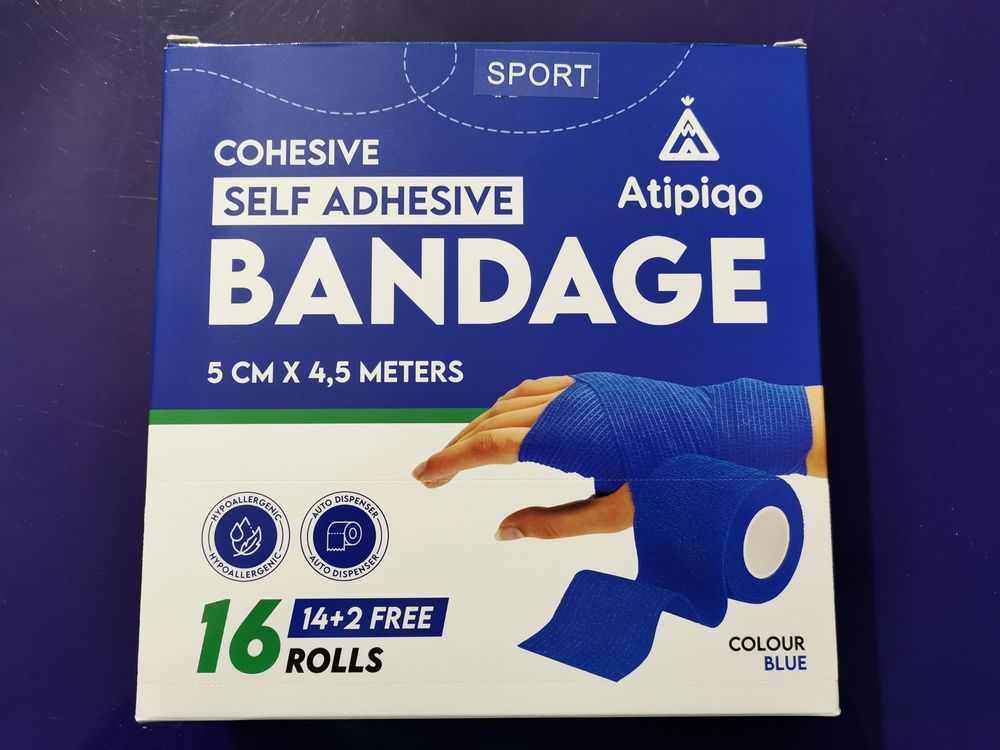 SPORT
Atipiqo
COHESIVE
SELF ADHESIVE
BANDAGE
5 CM X 4,5 METERS
HYPOALLERGENIC
HYPOALLERGENIC
AUTO DISPENSER
AUTO DISPENSER
16
14+2 FREE
ROLLS
COLOUR
BLUE